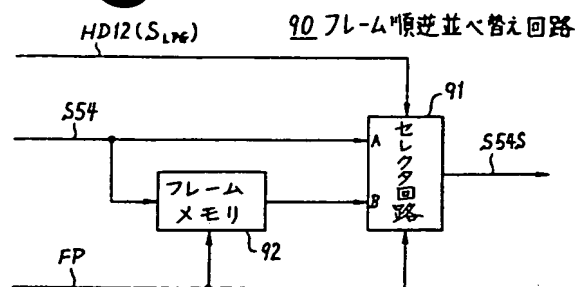 HD12(SLPG)
90 フレーム順逆並べ替え回路
91
S54
A
セレクタ回路
S54S
フレーム
メモリ
B
92
FP